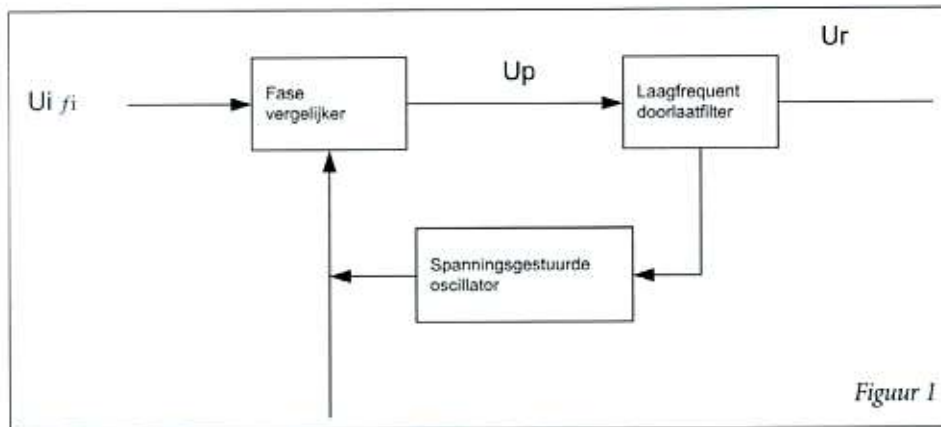 Ur
Up
Ui fi
Fase
vergelijker
Laagfrequent
doorlaatfilter
Spanningsgestuurde
oscillator
Figuur 1